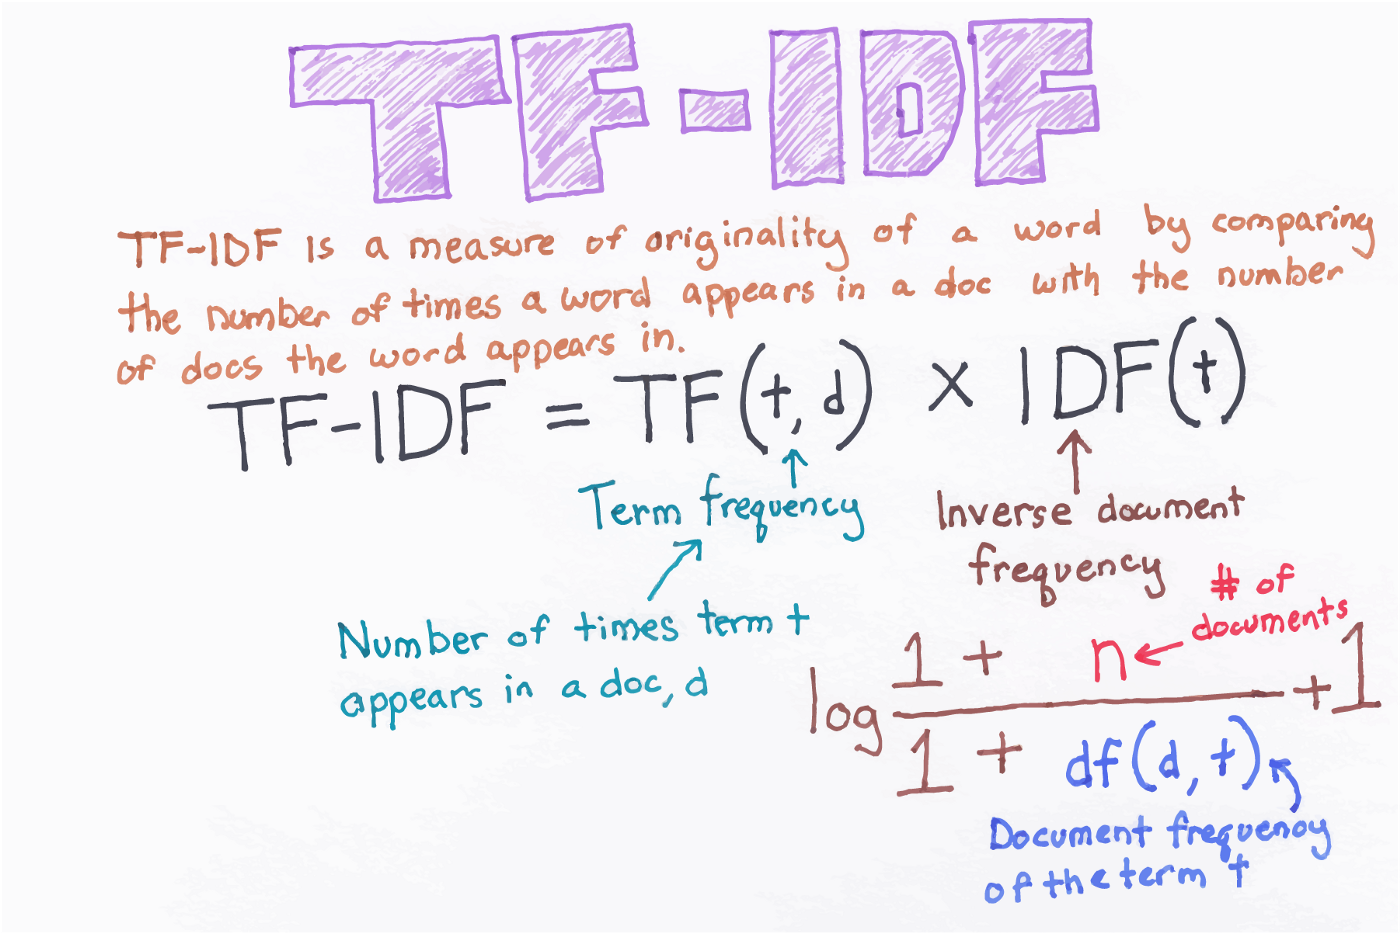 TF-IDF
TF-IDF is a measure of originality of a word by comparing
the number of times a word appears in a doc with the number
of docs the word appears in.
TF-IDF = TF(t,d) x IDF(t)
Term frequency
Inverse document
frequency
Number of times term t
appears in a doc, d
# of
documents
1 + n
log + 1
1 + df(d,t)
Document frequency
of the term t